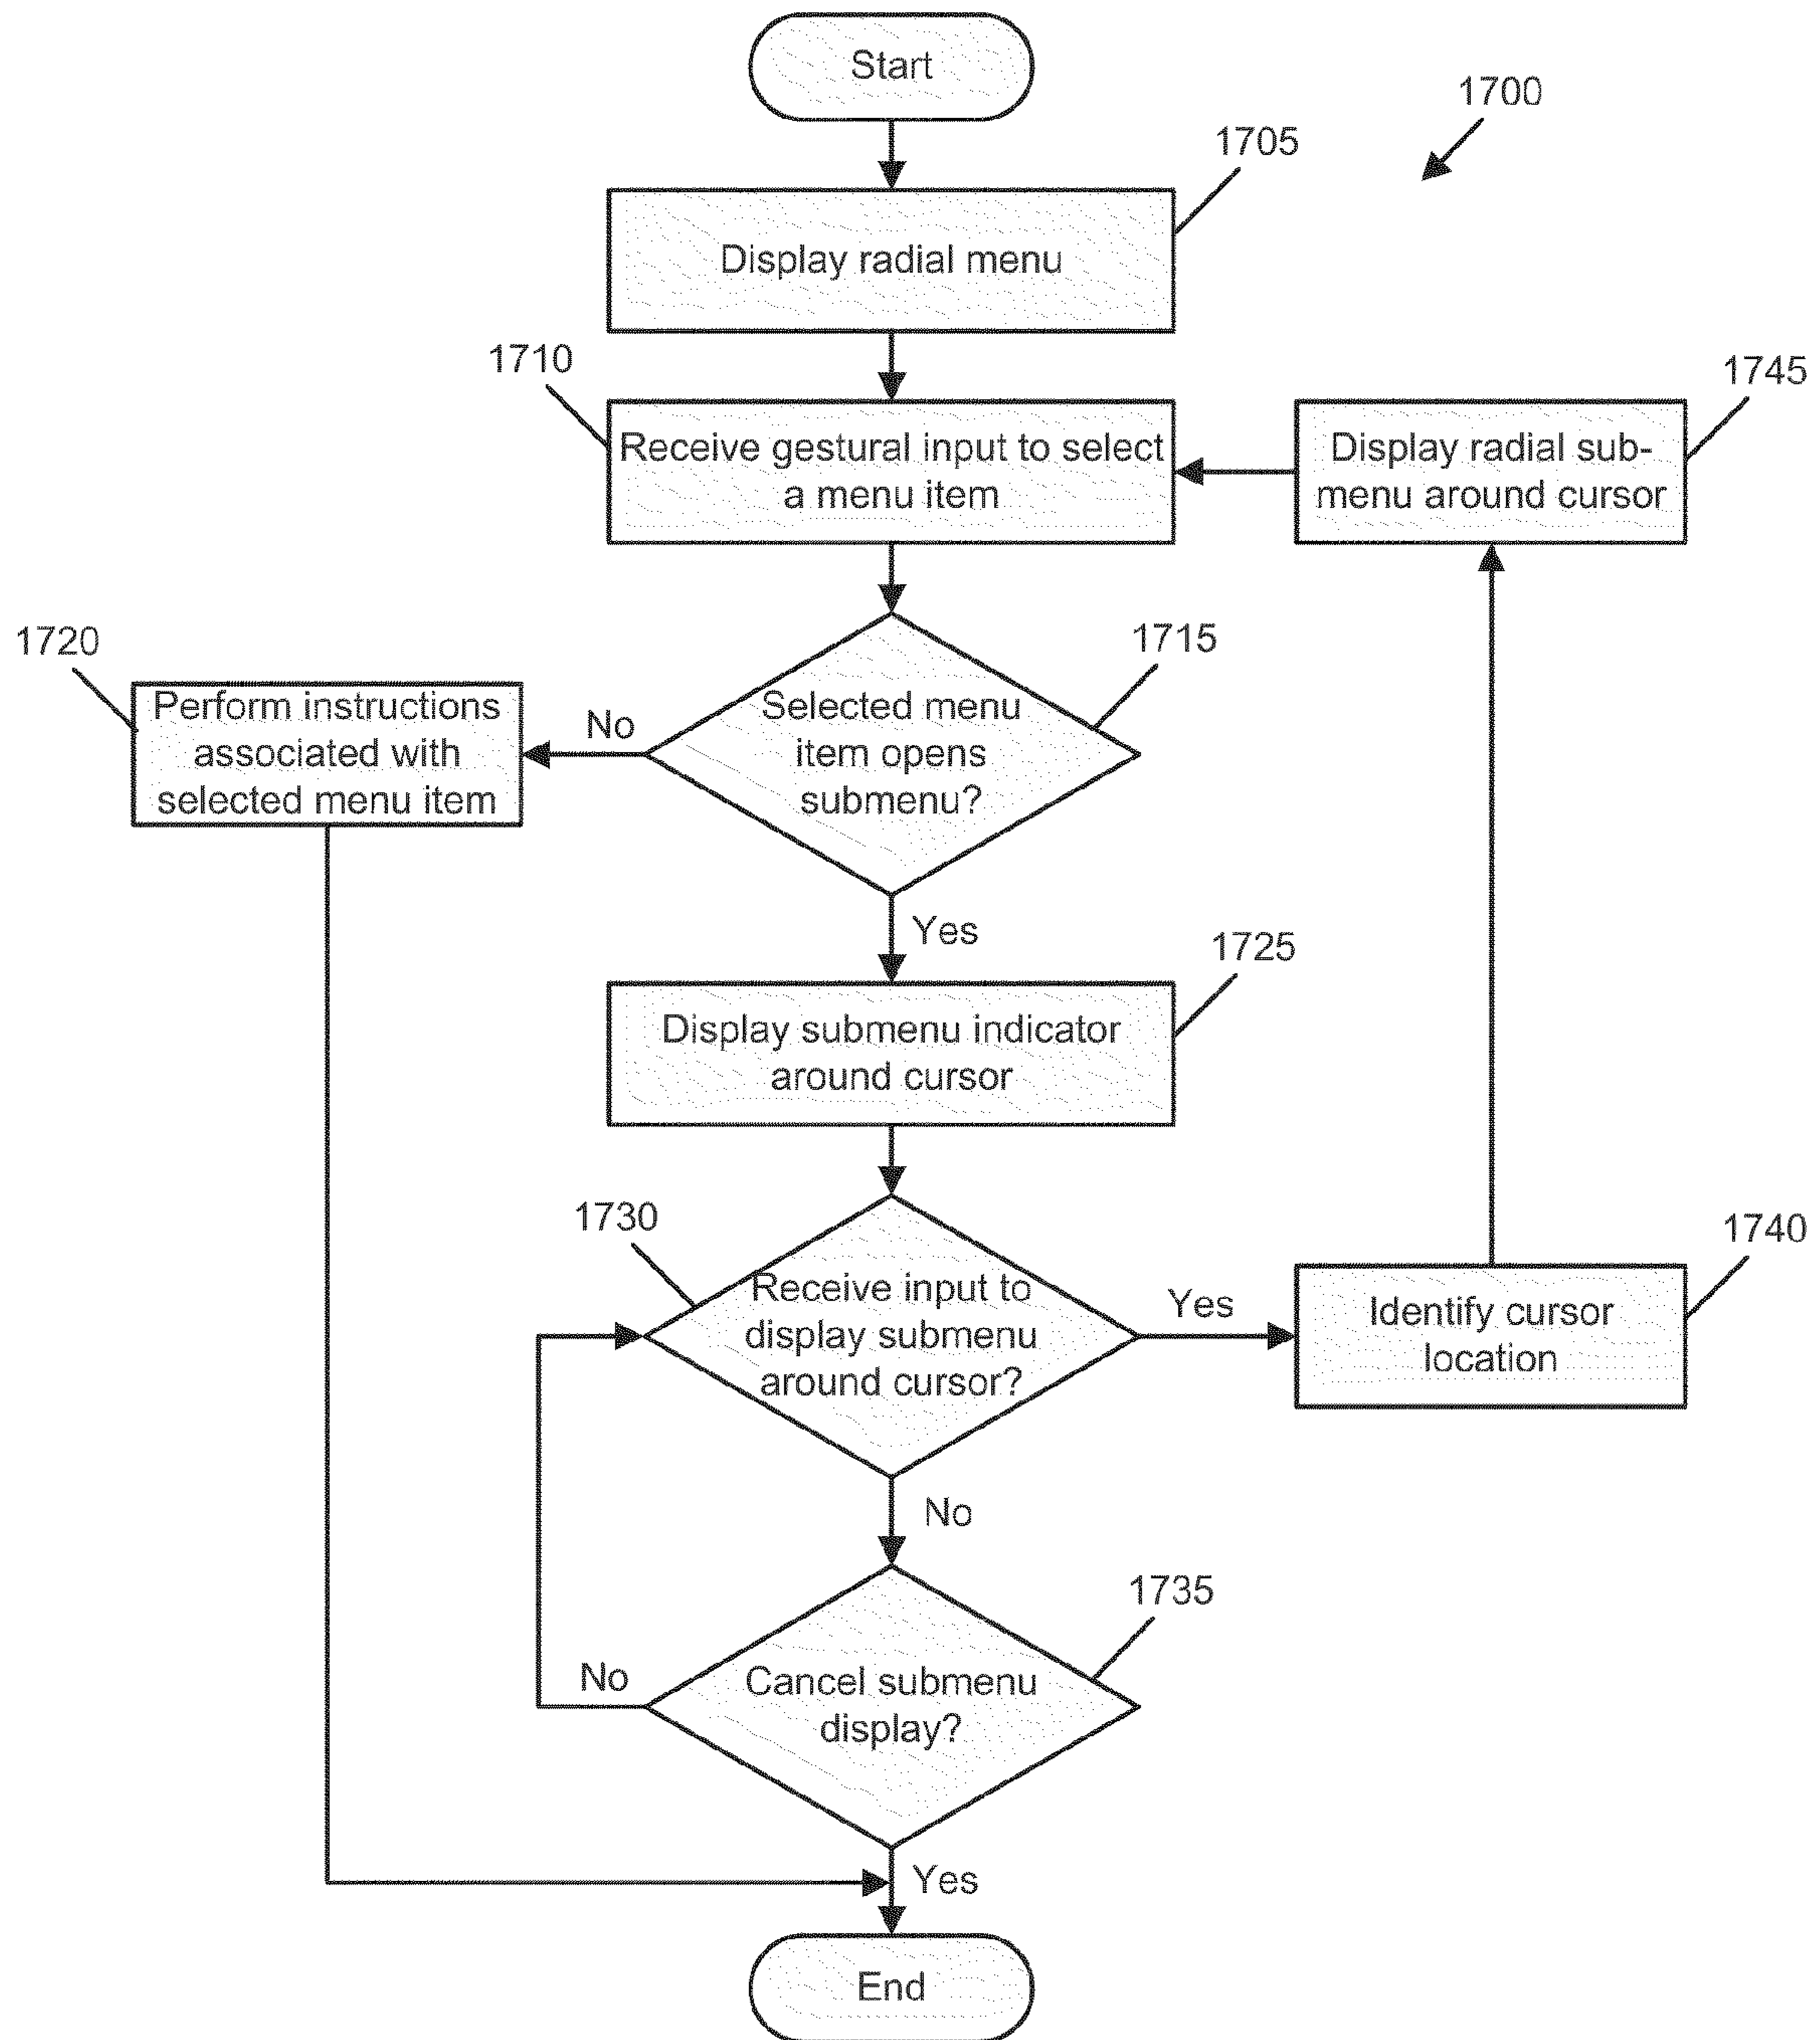 Start
1700
1705
Display radial menu
1710
Receive gestural input to select
a menu item
1745
Display radial sub-
menu around cursor
1715
Selected menu
item opens
submenu?
No
1720
Perform instructions
associated with
selected menu item
Yes
1725
Display submenu indicator
around cursor
1730
Receive input to
display submenu
around cursor?
Yes
1740
Identify cursor
location
No
1735
Cancel submenu
display?
No
Yes
End